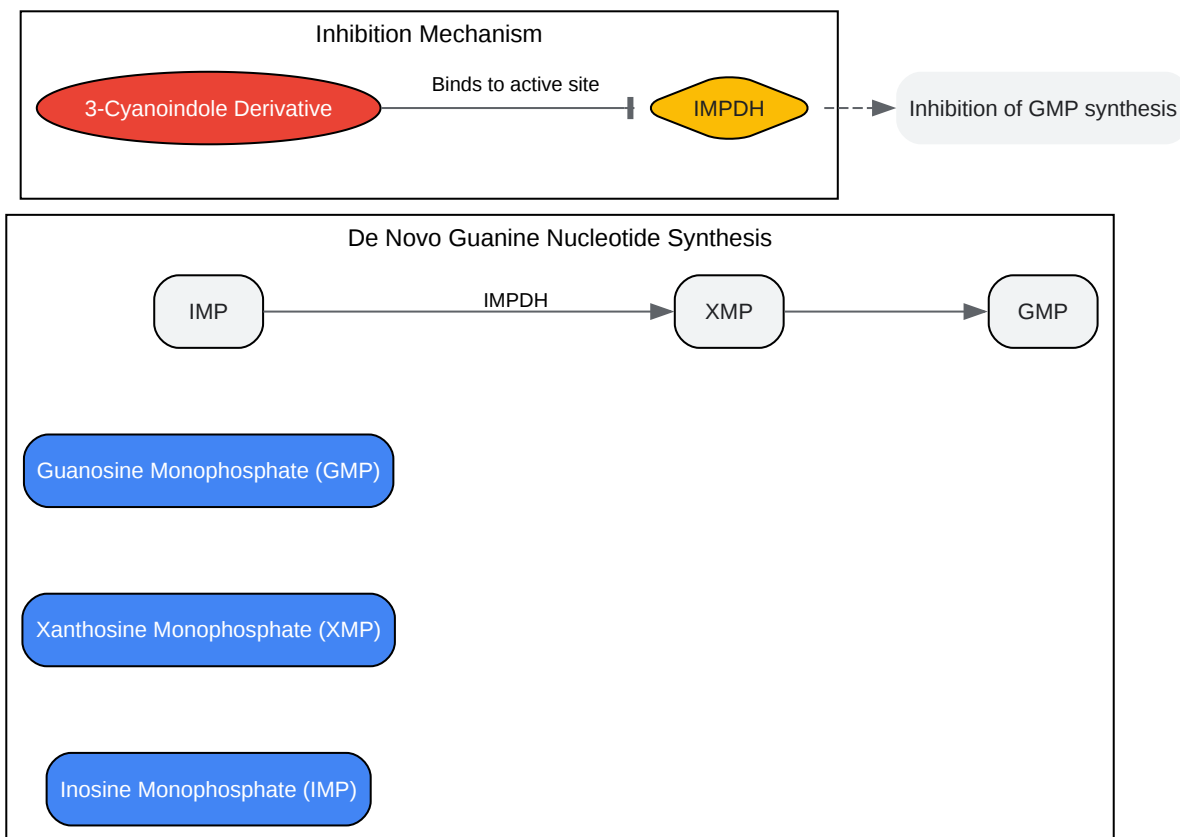 Inhibition Mechanism
3-Cyanoindole Derivative
Binds to active site
IMPDH
Inhibition of GMP synthesis
De Novo Guanine Nucleotide Synthesis
IMP
IMPDH
XMP
GMP
Guanosine Monophosphate (GMP)
Xanthosine Monophosphate (XMP)
Inosine Monophosphate (IMP)